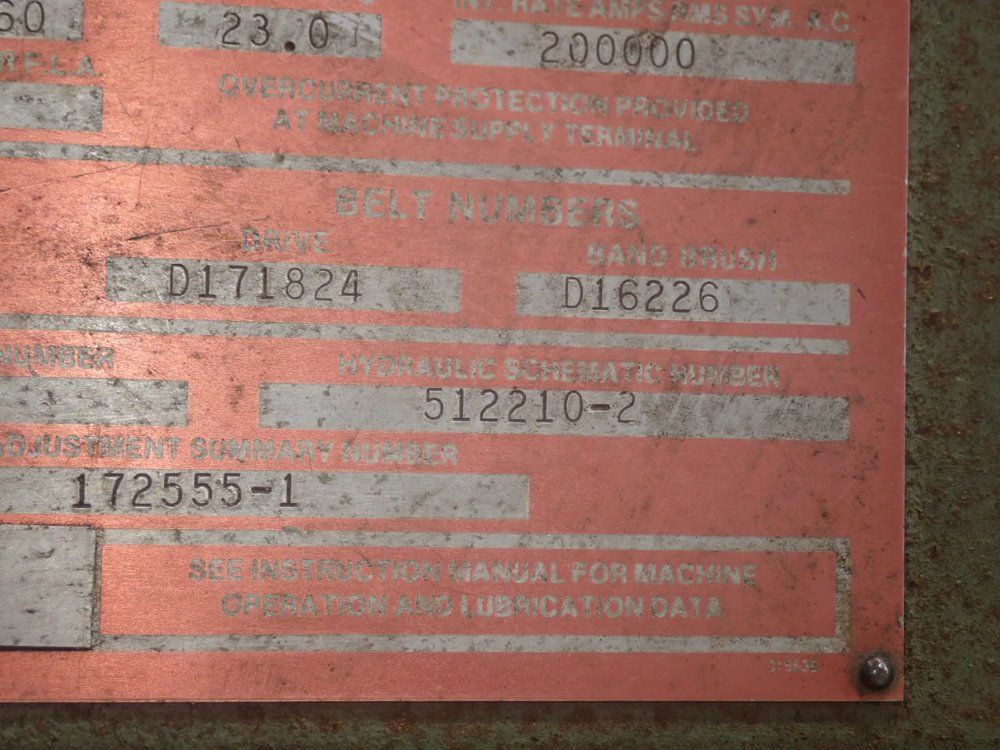 INT. RATE AMPS RMS SYM. A.C.
60 23.0 200000
F.L.A.
OVERCURRENT PROTECTION PROVIDED
AT MACHINE SUPPLY TERMINAL
BELT NUMBERS
DRIVE BAND BRUSH
D171824 D16226
NUMBER HYDRAULIC SCHEMATIC NUMBER
512210-2
ADJUSTMENT SUMMARY NUMBER
172555-1
SEE INSTRUCTION MANUAL FOR MACHINE
OPERATION AND LUBRICATION DATA